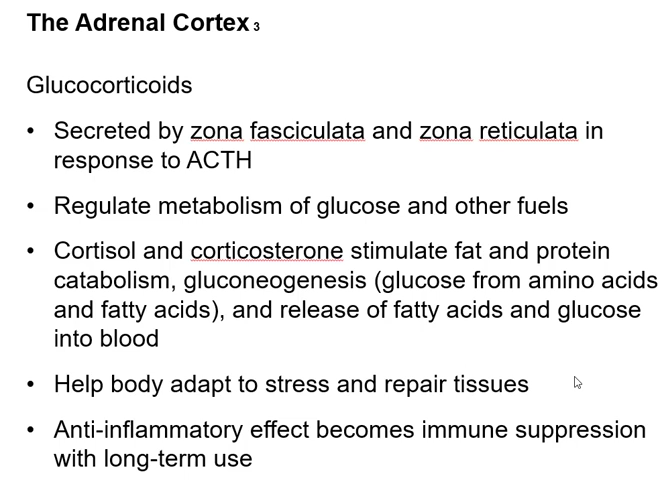 The Adrenal Cortex 3
Glucocorticoids
• Secreted by zona fasciculata and zona reticulata in
response to ACTH
• Regulate metabolism of glucose and other fuels
• Cortisol and corticosterone stimulate fat and protein
catabolism, gluconeogenesis (glucose from amino acids
and fatty acids), and release of fatty acids and glucose
into blood
• Help body adapt to stress and repair tissues
• Anti-inflammatory effect becomes immune suppression
with long-term use